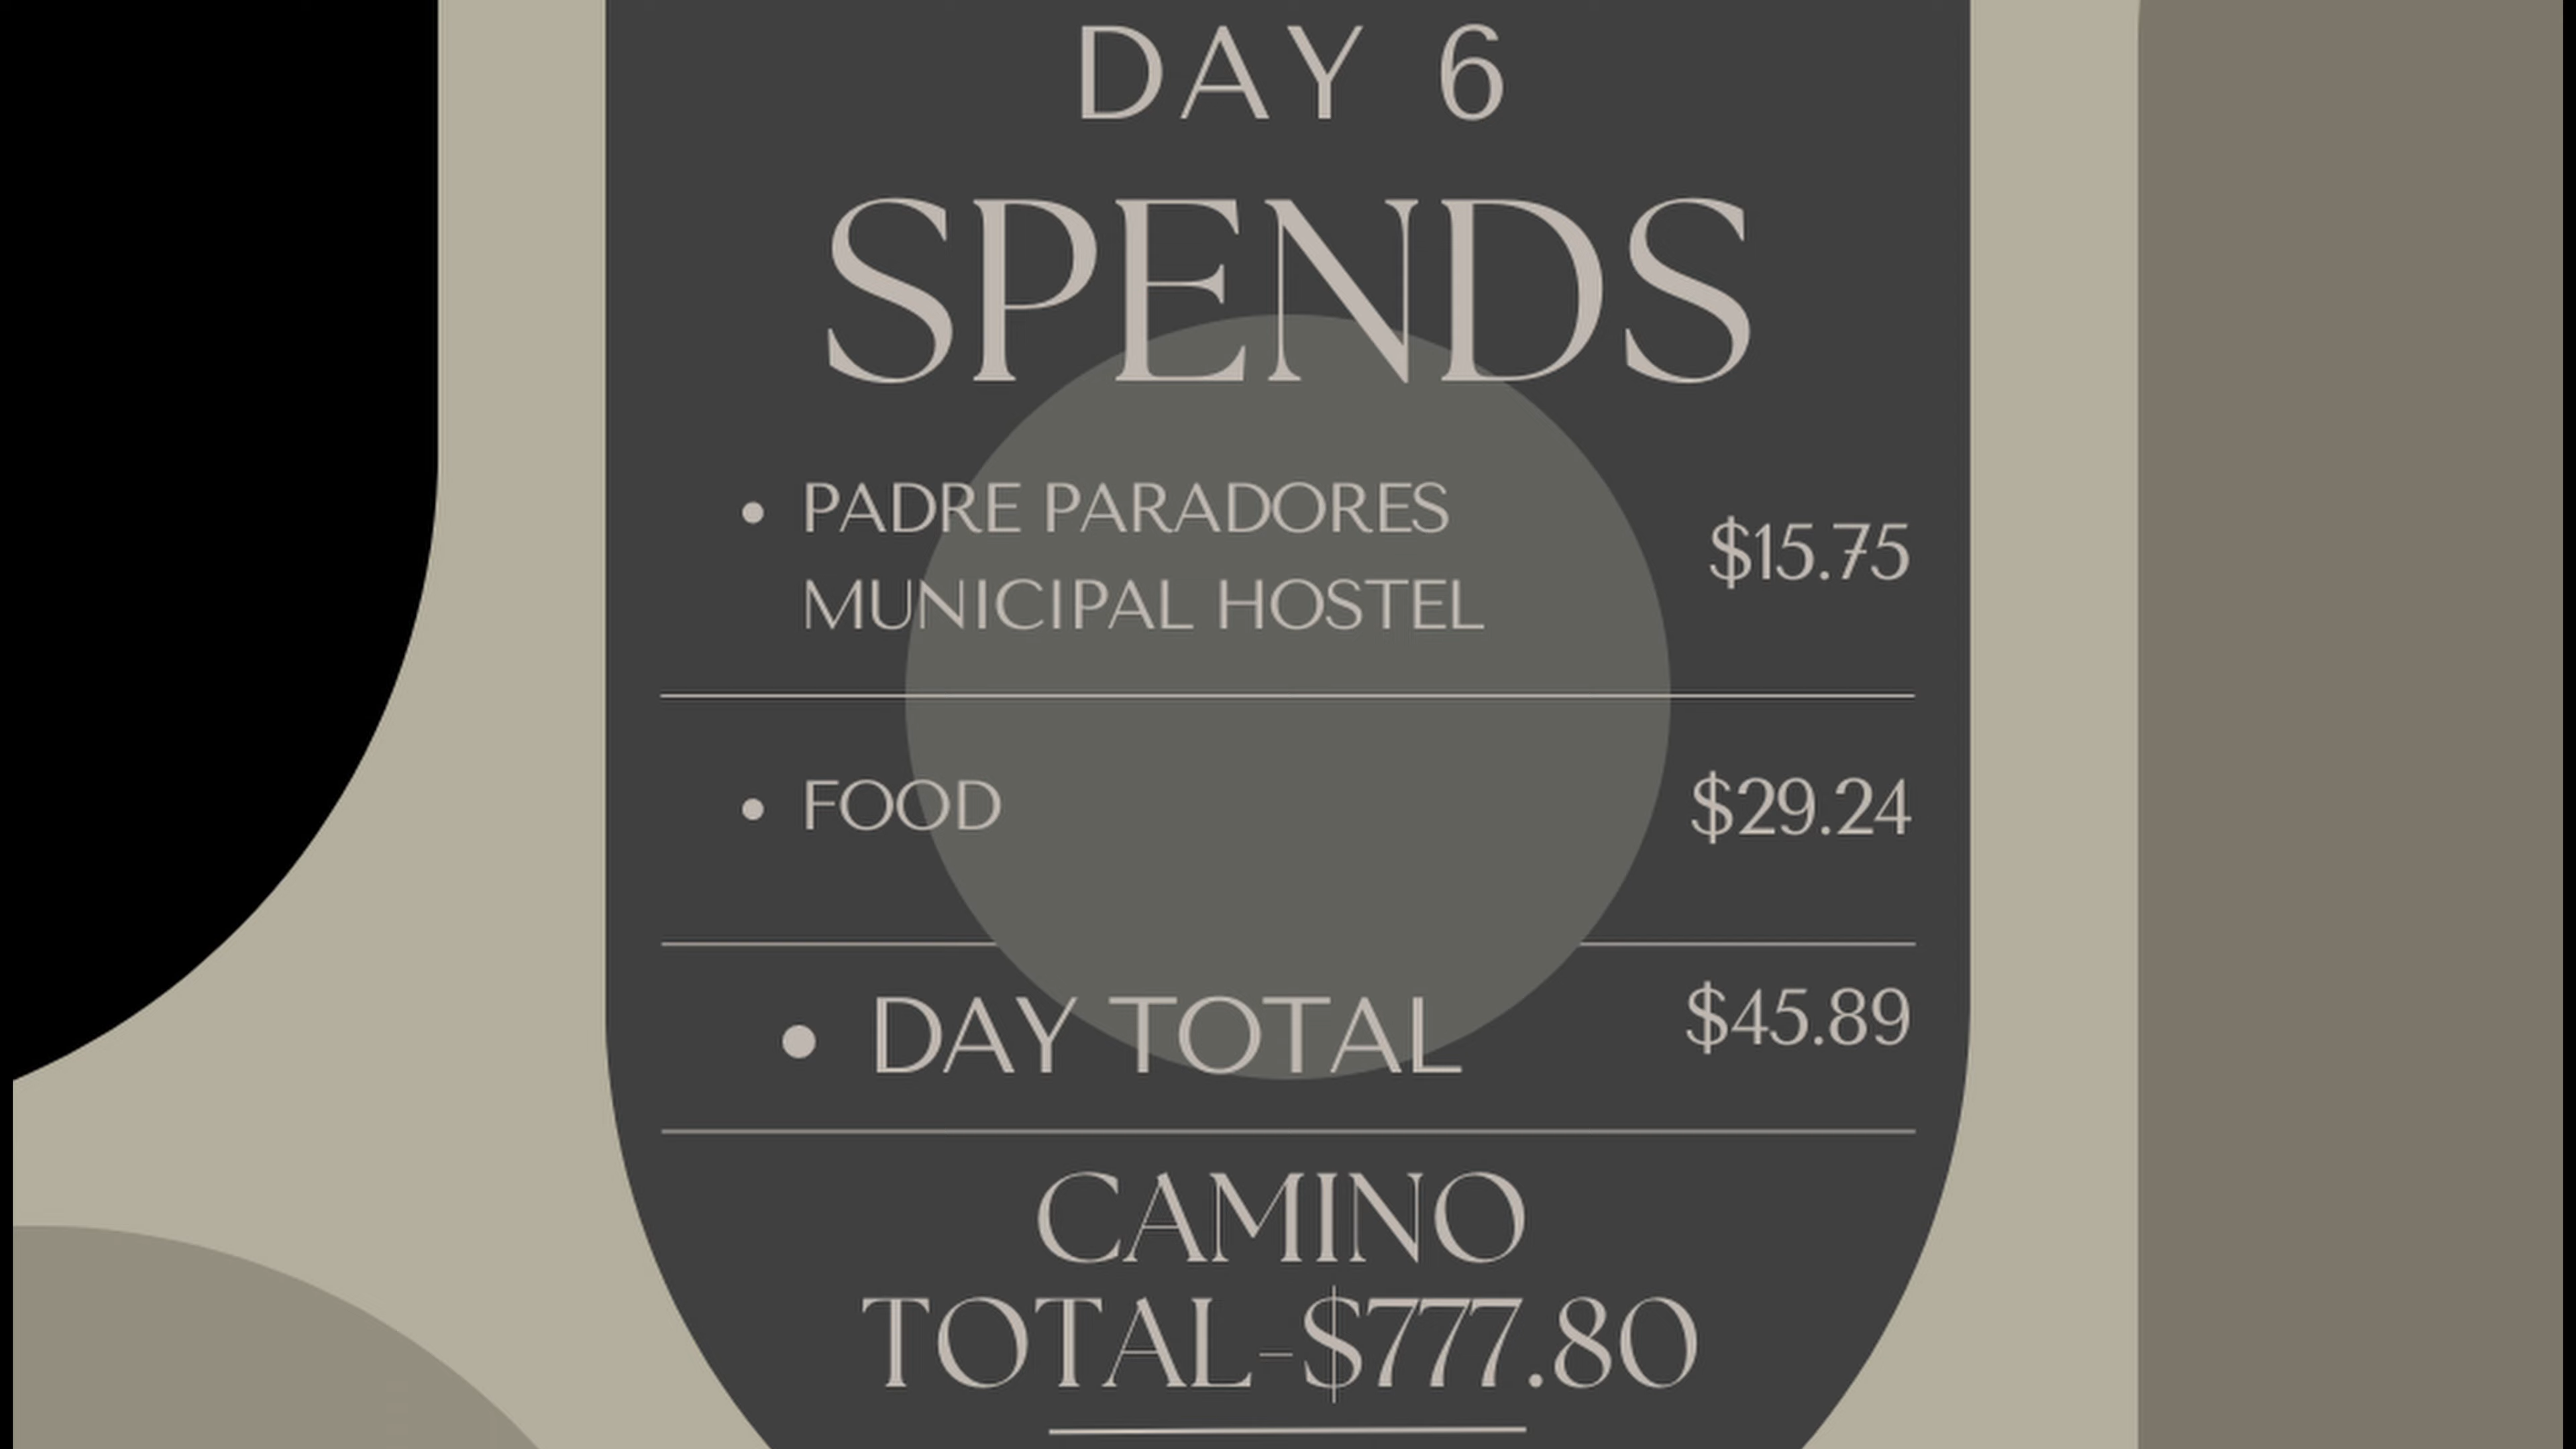 DAY 6
SPENDS
• PADRE PARADORES
MUNICIPAL HOSTEL
$15.75
• FOOD
$29.24
• DAY TOTAL
$45.89
CAMINO
TOTAL-$777.80